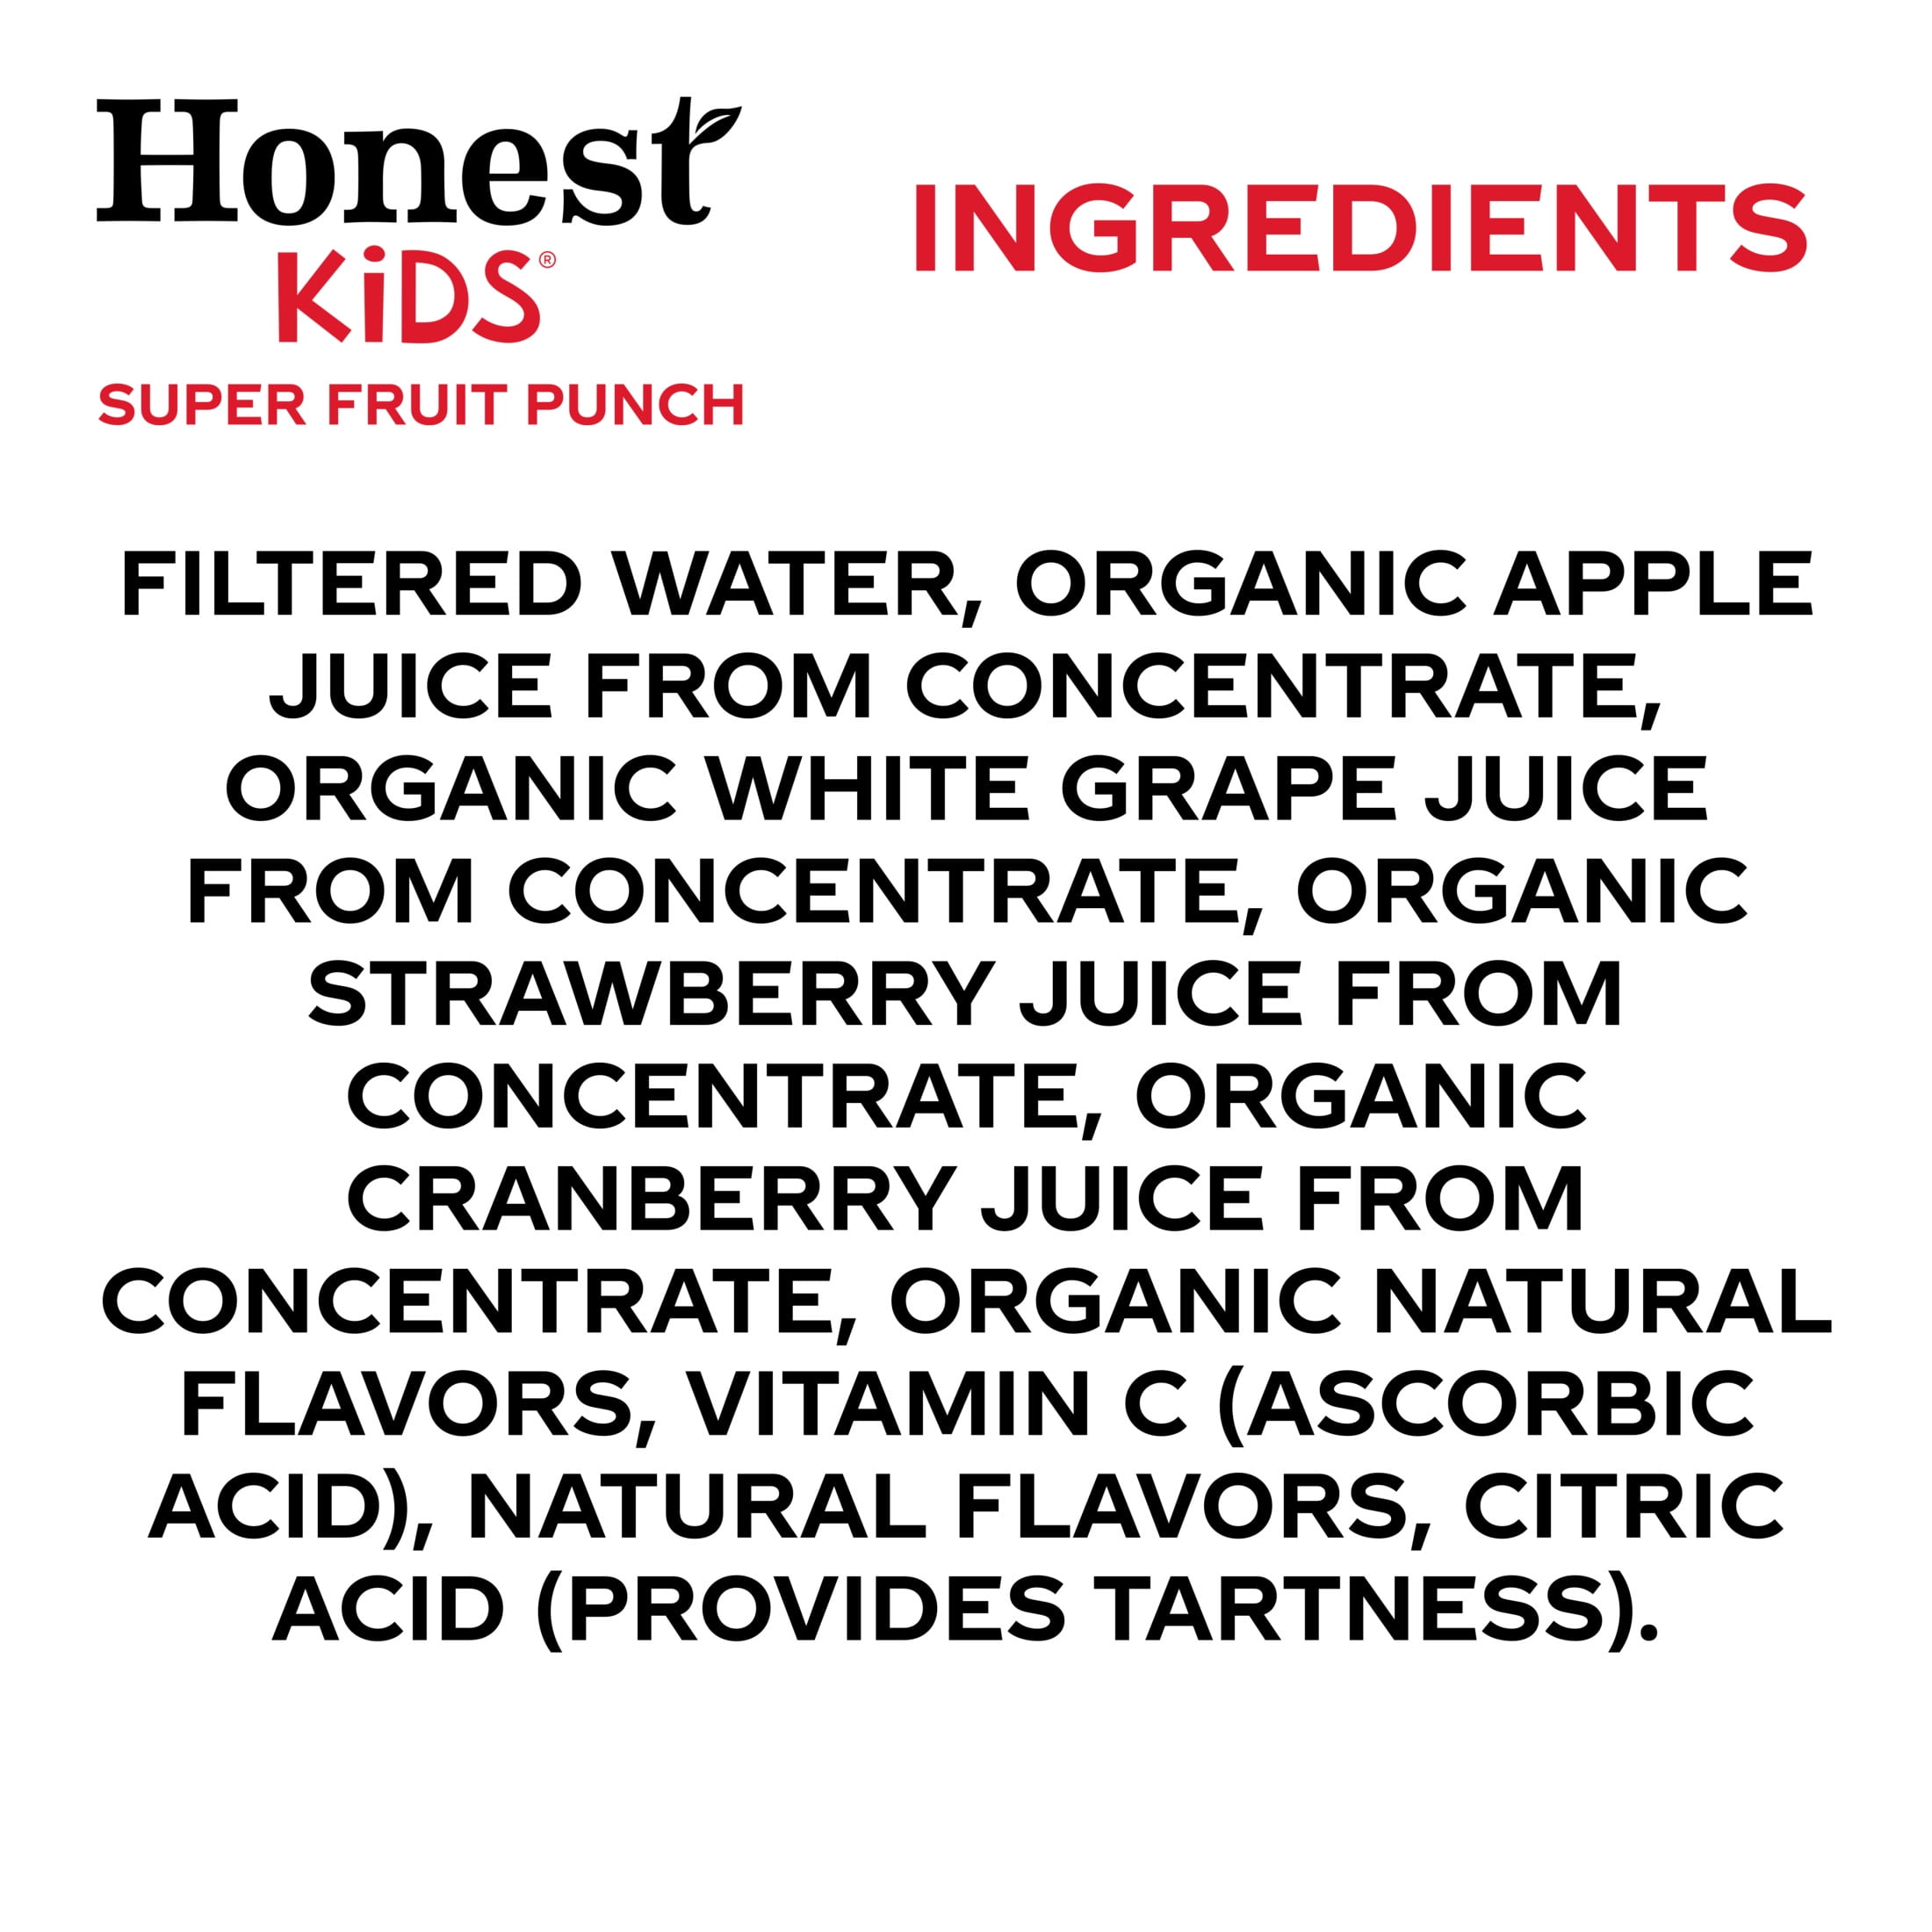 Honest
KiDS®
SUPER FRUIT PUNCH
INGREDIENTS
FILTERED WATER, ORGANIC APPLE
JUICE FROM CONCENTRATE,
ORGANIC WHITE GRAPE JUICE
FROM CONCENTRATE, ORGANIC
STRAWBERRY JUICE FROM
CONCENTRATE, ORGANIC
CRANBERRY JUICE FROM
CONCENTRATE, ORGANIC NATURAL
FLAVORS, VITAMIN C (ASCORBIC
ACID), NATURAL FLAVORS, CITRIC
ACID (PROVIDES TARTNESS).